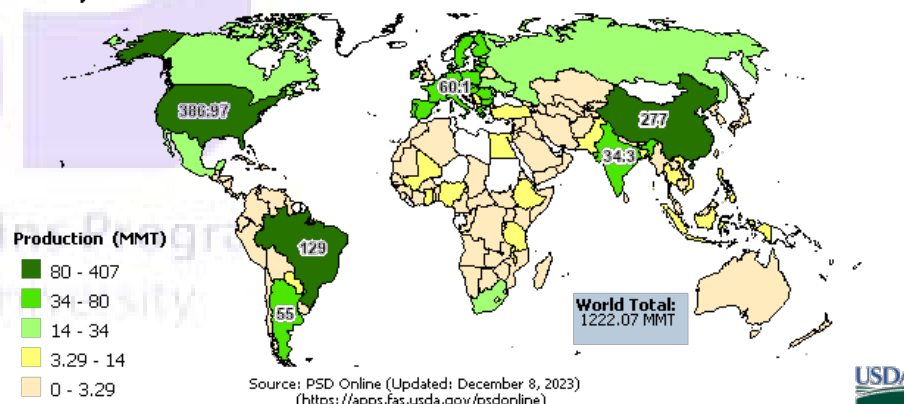 386.97
60.1
277
34.3
129
55
Production (MMT)
80 - 407
34 - 80
14 - 34
3.29 - 14
0 - 3.29
World Total:
1222.07 MMT
Source: PSD Online (Updated: December 8, 2023)
(https://apps.fas.usda.gov/psdonline)
USDA